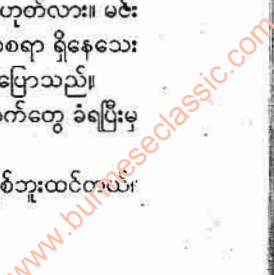 ဟုတ်လား။ မင်း
စရာ ရှိနေသေး
ပြောသည်။
က်တွေ ခံရပြီးမှ
စ်ဘူးထင်တယ်။
www.burmeseclassic.com